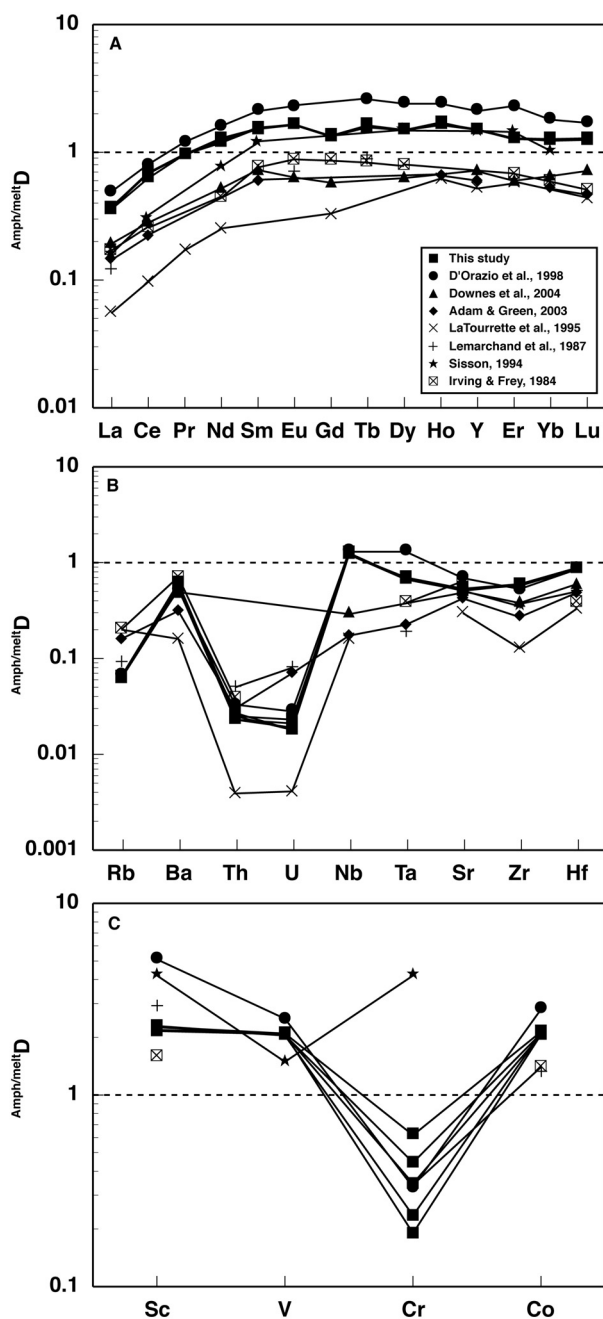 A
10
1
0.1
0.01
Amph/meltD
This study
D'Orazio et al., 1998
Downes et al., 2004
Adam & Green, 2003
LaTourrette et al., 1995
Lemarchand et al., 1987
Sisson, 1994
Irving & Frey, 1984
La Ce Pr Nd Sm Eu Gd Tb Dy Ho Y Er Yb Lu
B
10
1
0.1
0.01
0.001
Amph/meltD
Rb Ba Th U Nb Ta Sr Zr Hf
C
10
1
0.1
Amph/meltD
Sc V Cr Co